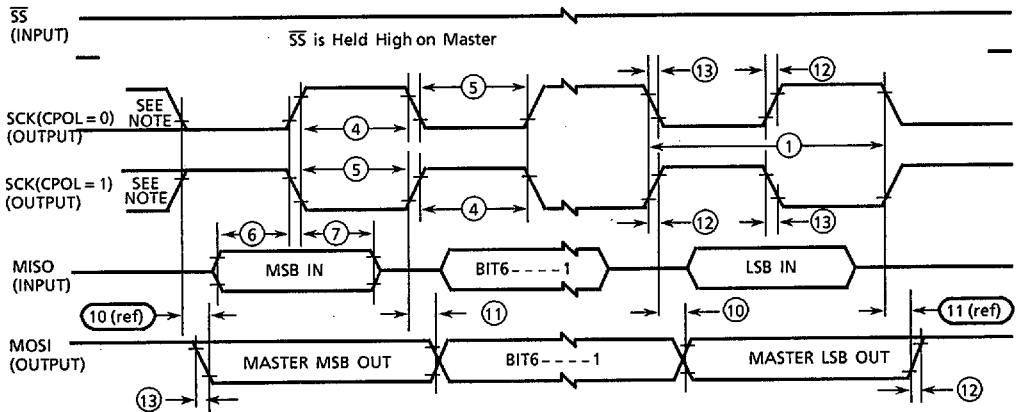 SS
(INPUT)
SS is Held High on Master
13
12
5
SEE
NOTE
SCK(CPOL = 0)
(OUTPUT)
4
1
5
SCK(CPOL = 1)
(OUTPUT)
SEE
NOTE
4
12
13
6
7
MISO
(INPUT)
MSB IN
BIT6-----1
LSB IN
10 (ref)
11
10
11 (ref)
MOSI
(OUTPUT)
MASTER MSB OUT
BIT6-----1
MASTER LSB OUT
13
12